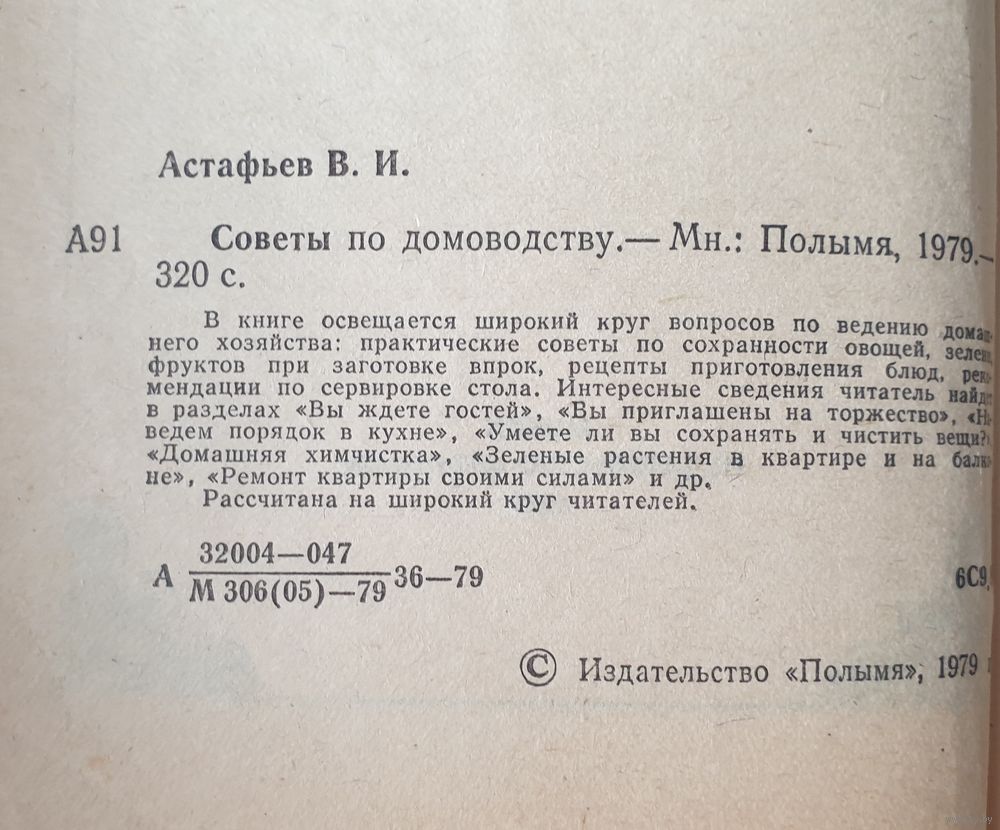 Астафьев В. И.
А91 Советы по домоводству.— Мн.: Полымя, 1979.—
320 с.
В книге освещается широкий круг вопросов по ведению домаш-
него хозяйства: практические советы по сохранности овощей, зелени,
фруктов при заготовке впрок, рецепты приготовления блюд, реко-
мендации по сервировке стола. Интересные сведения читатель найдет
в разделах «Вы ждете гостей», «Вы приглашены на торжество», «На-
ведем порядок в кухне», «Умеете ли вы сохранять и чистить вещи?»,
«Домашняя химчистка», «Зеленые растения в квартире и на балко-
не», «Ремонт квартиры своими силами» и др.
Рассчитана на широкий круг читателей.
32004—047
А М 306(05)—79 36—79 6С9.
© Издательство «Полымя», 1979